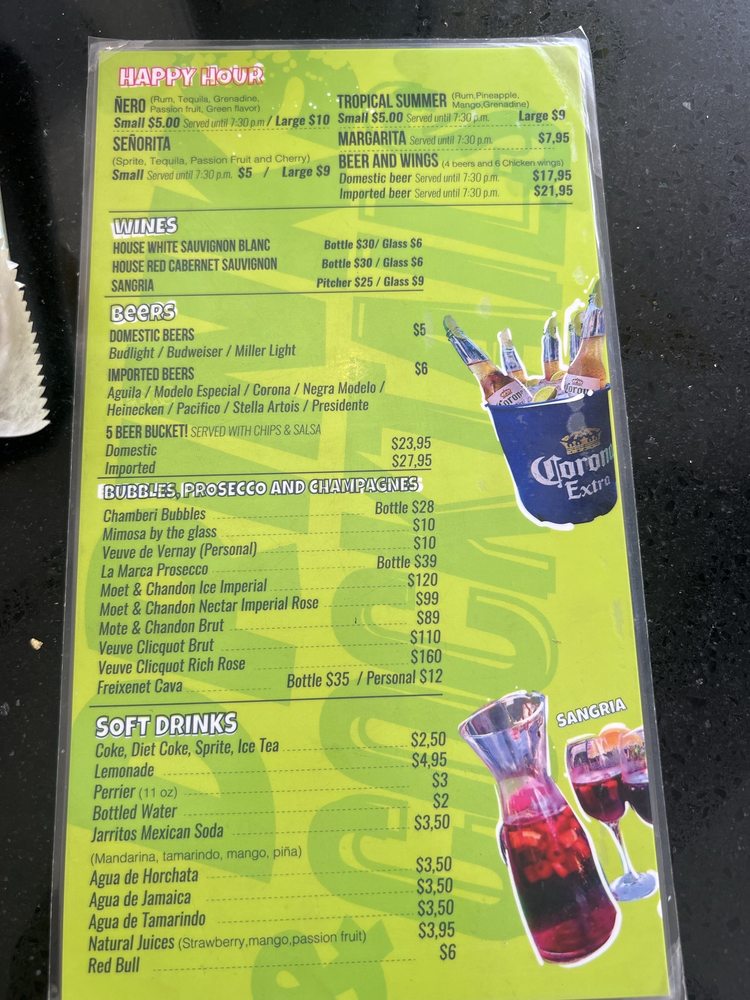 HAPPY HOUR
ÑERO (Rum, Tequila, Grenadine, Passion fruit, Green flavor)
Small $5.00 Served until 7:30 p.m / Large $10
SEÑORITA
(Sprite, Tequila, Passion Fruit and Cherry)
Small Served until 7:30 p.m. $5 / Large $9
TROPICAL SUMMER (Rum,Pineapple, Mango,Grenadine)
Small $5.00 Served until 7:30 p.m. Large $9
MARGARITA Served until 7:30 p.m. $7,95
BEER AND WINGS (4 beers and 6 Chicken wings)
Domestic beer Served until 7:30 p.m. $17,95
Imported beer Served until 7:30 p.m. $21,95
WINES
HOUSE WHITE SAUVIGNON BLANC Bottle $30/ Glass $6
HOUSE RED CABERNET SAUVIGNON Bottle $30 / Glass $6
SANGRIA Pitcher $25 / Glass $9
BeeRS
DOMESTIC BEERS $5
Budlight / Budweiser / Miller Light
IMPORTED BEERS $6
Aguila / Modelo Especial / Corona / Negra Modelo /
Heinecken / Pacifico / Stella Artois / Presidente
5 BEER BUCKET! SERVED WITH CHIPS & SALSA
Domestic $23,95
Imported $27,95
Corona
Extra
BUBBLES, PROSECCO AND CHAMPAGNES
Chamberi Bubbles Bottle $28
Mimosa by the glass $10
Veuve de Vernay (Personal) $10
La Marca Prosecco Bottle $39
Moet & Chandon Ice Imperial $120
Moet & Chandon Nectar Imperial Rose $99
Mote & Chandon Brut $89
Veuve Clicquot Brut $110
Veuve Clicquot Rich Rose $160
Freixenet Cava Bottle $35 / Personal $12
SOFT DRINKS
Coke, Diet Coke, Sprite, Ice Tea $2,50
Lemonade $4,95
Perrier (11 oz) $3
Bottled Water $2
Jarritos Mexican Soda $3,50
(Mandarina, tamarindo, mango, piña)
Agua de Horchata $3,50
Agua de Jamaica $3,50
Agua de Tamarindo $3,50
Natural Juices (Strawberry,mango,passion fruit) $3,95
Red Bull $6
SANGRIA